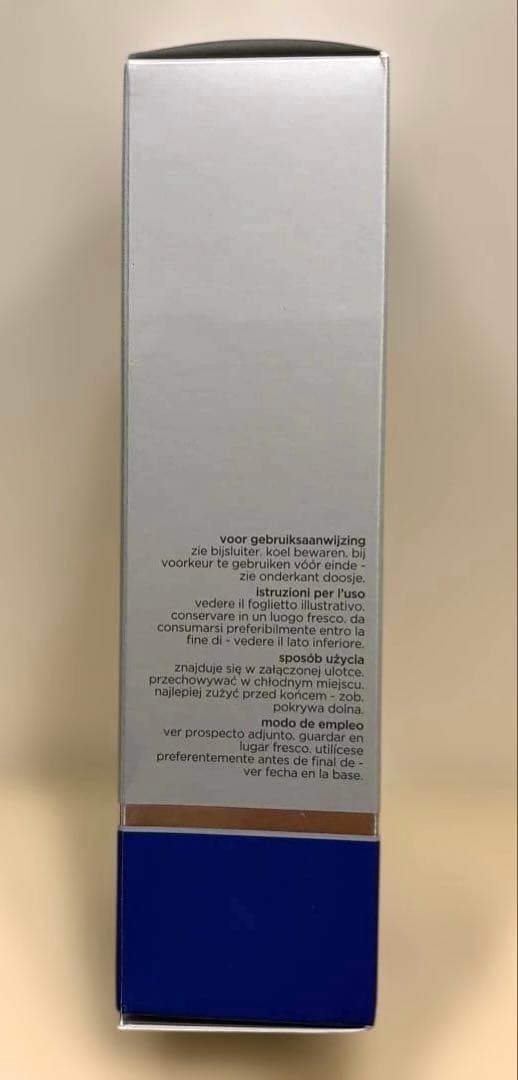 voor gebruiksaanwijzing
zie bijsluiter. koel bewaren. bij
voorkeur te gebruiken vóór einde -
zie onderkant doosje.
istruzioni per l'uso
vedere il foglietto illustrativo.
conservare in un luogo fresco. da
consumarsi preferibilmente entro la
fine di - vedere il lato inferiore.
sposób użycia
znajduje się w załączonej ulotce.
przechowywać w chłodnym miejscu.
najlepiej zużyć przed końcem - zob.
pokrywa dolna.
modo de empleo
ver prospecto adjunto. guardar en
lugar fresco. utilícese
preferentemente antes de final de -
ver fecha en la base.